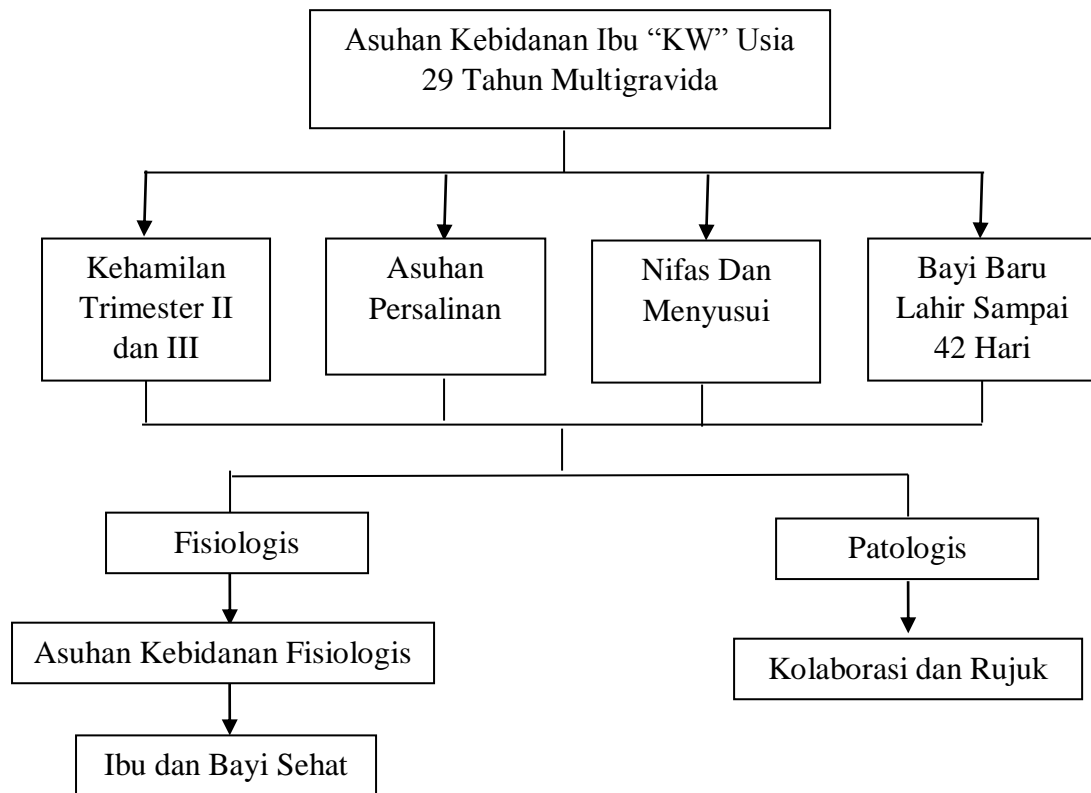 Asuhan Kebidanan Ibu “KW” Usia
29 Tahun Multigravida
Kehamilan
Trimester II
dan III
Asuhan
Persalinan
Nifas Dan
Menyusui
Bayi Baru
Lahir Sampai
42 Hari
Fisiologis
Patologis
Asuhan Kebidanan Fisiologis
Kolaborasi dan Rujuk
Ibu dan Bayi Sehat